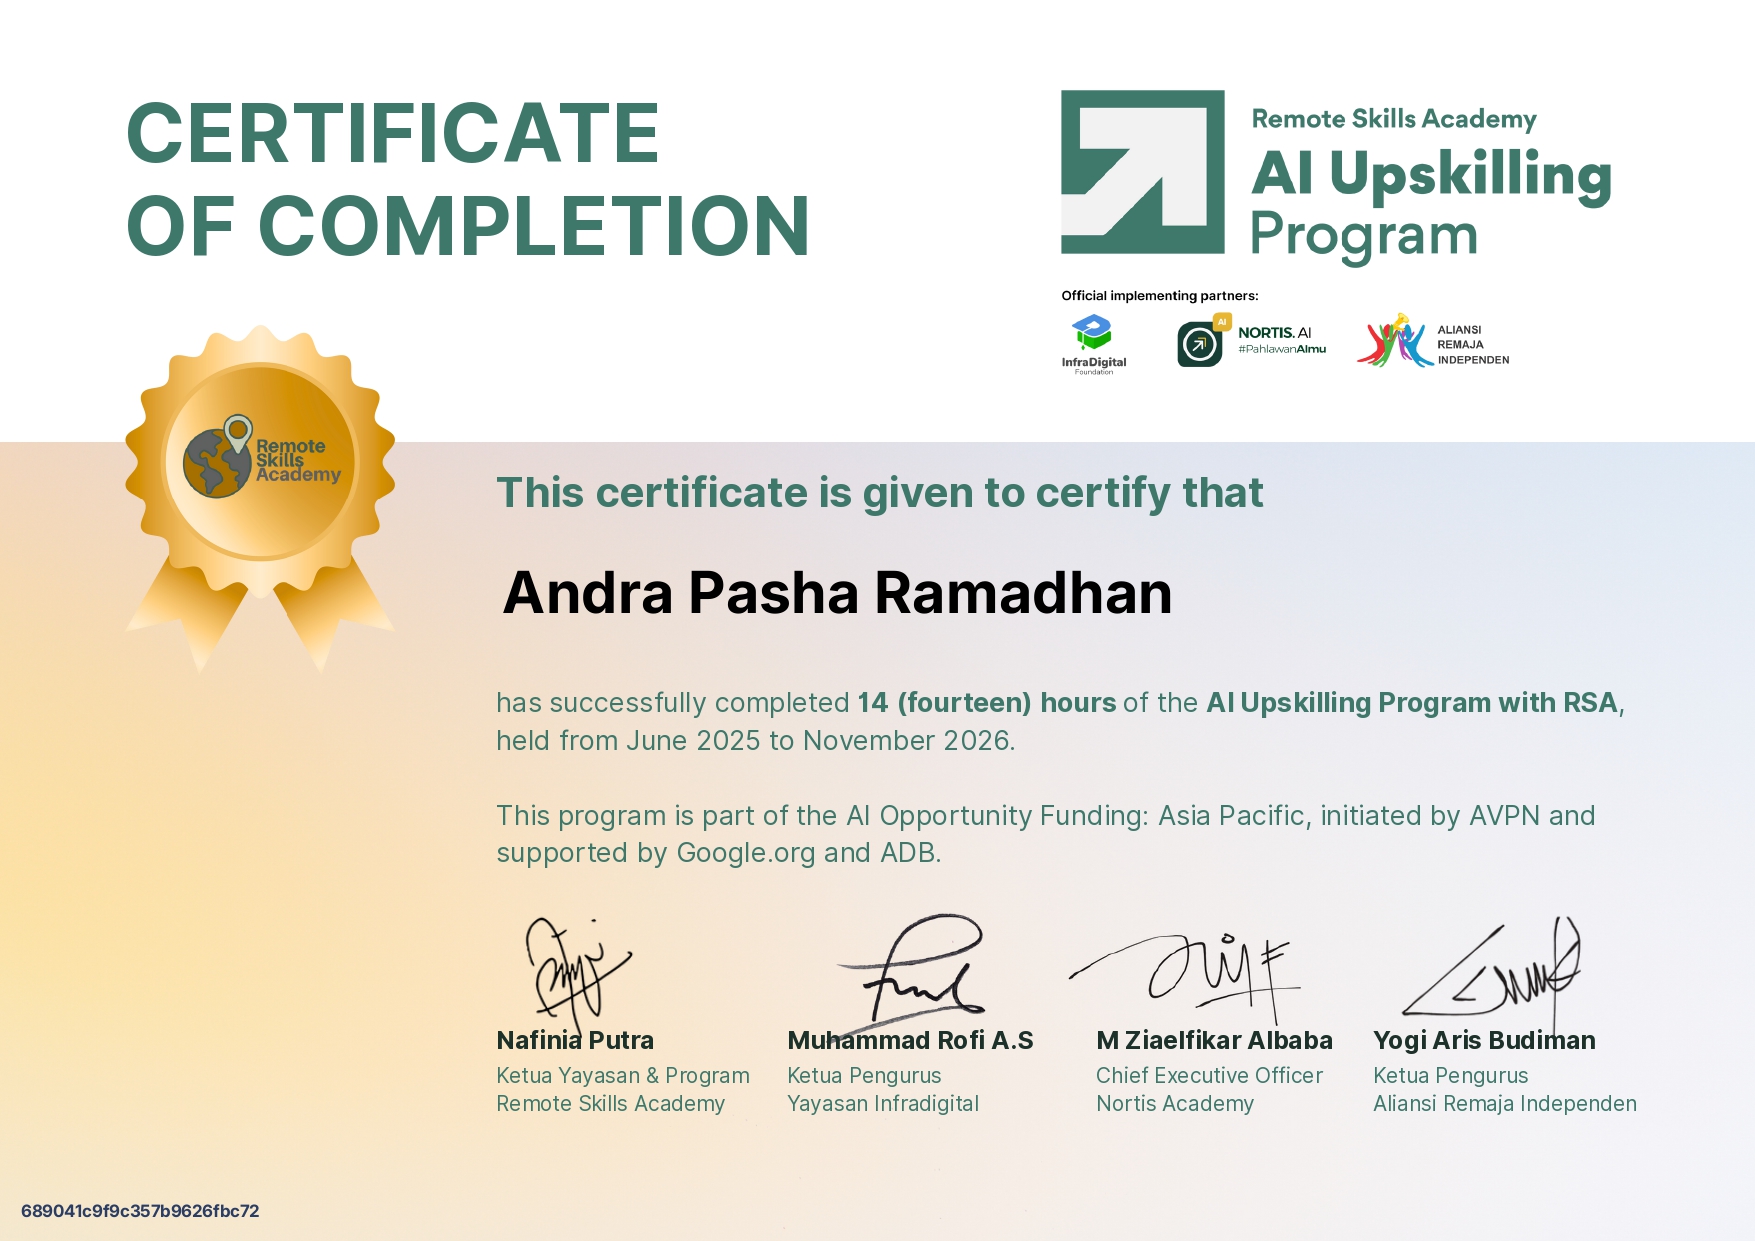 CERTIFICATE
OF COMPLETION
Remote Skills Academy
AI Upskilling
Program
Official implementing partners:
InfraDigital
Foundation
AI
NORTIS. AI
#PahlawanAImu
ALIANSI
REMAJA
INDEPENDEN
Remote
Skills
Academy
This certificate is given to certify that
Andra Pasha Ramadhan
has successfully completed 14 (fourteen) hours of the AI Upskilling Program with RSA,
held from June 2025 to November 2026.
This program is part of the AI Opportunity Funding: Asia Pacific, initiated by AVPN and
supported by Google.org and ADB.
Nafinia Putra
Ketua Yayasan & Program
Remote Skills Academy
Muhammad Rofi A.S
Ketua Pengurus
Yayasan Infradigital
M Ziaelfikar Albaba
Chief Executive Officer
Nortis Academy
Yogi Aris Budiman
Ketua Pengurus
Aliansi Remaja Independen
689041c9f9c357b9626fbc72